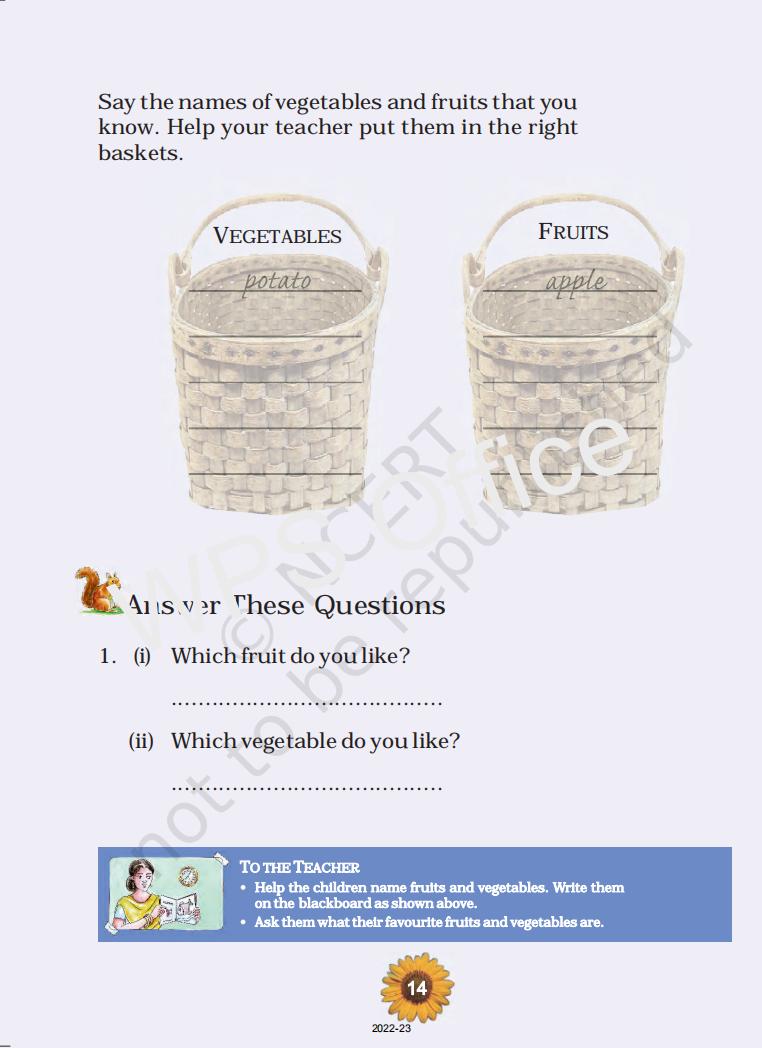 Say the names of vegetables and fruits that you
know. Help your teacher put them in the right
baskets.
VEGETABLES
potato
FRUITS
apple
© NCERT
not to be republished
WPS Office
Answer These Questions
1. (i) Which fruit do you like?
........................................
(ii) Which vegetable do you like?
........................................
TO THE TEACHER
• Help the children name fruits and vegetables. Write them
on the blackboard as shown above.
• Ask them what their favourite fruits and vegetables are.
14
2022-23